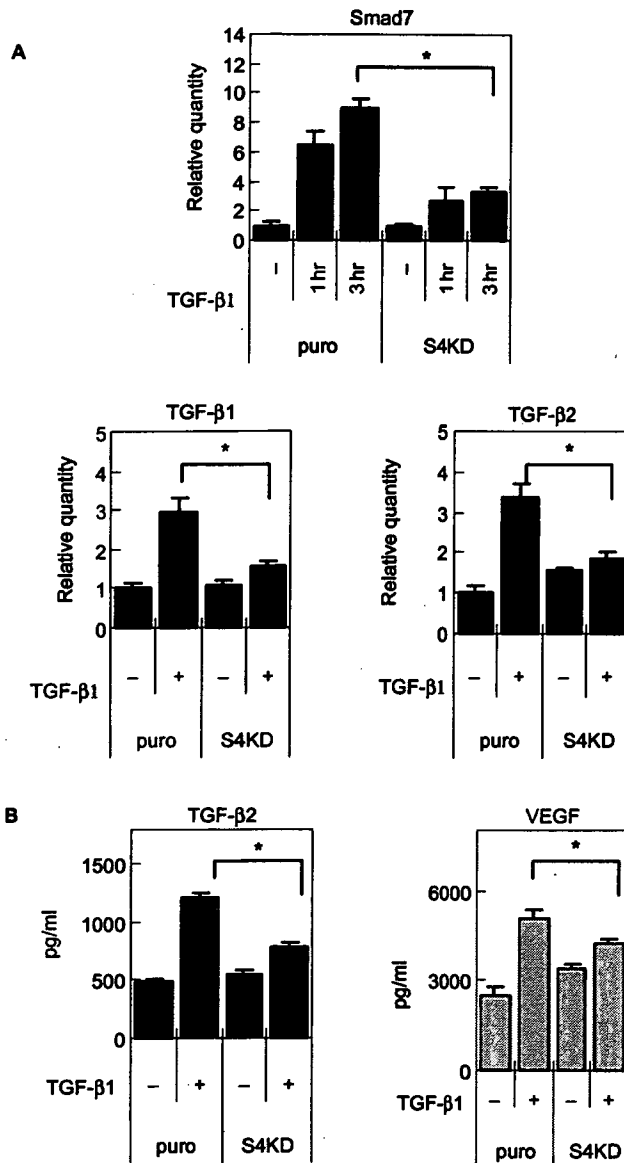 A
Smad7
Relative quantity
14
12
10
8
6
4
2
0
*
TGF-β1
– 1 hr 3 hr – 1 hr 3 hr
puro S4KD
TGF-β1
Relative quantity
5
4
3
2
1
0
*
TGF-β1 – + – +
puro S4KD
TGF-β2
Relative quantity
5
4
3
2
1
0
*
TGF-β1 – + – +
puro S4KD
B
TGF-β2
pg/ml
1500
1000
500
0
*
TGF-β1 – + – +
puro S4KD
VEGF
pg/ml
6000
3000
0
*
TGF-β1 – + – +
puro S4KD